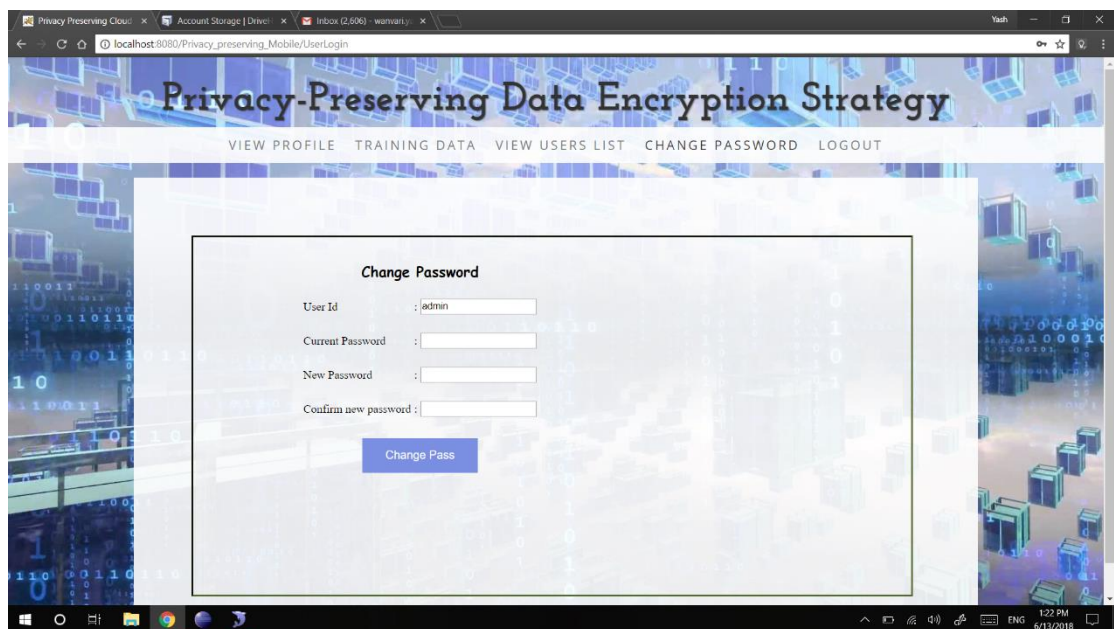 Privacy Preserving Cloud
Account Storage | DriveH
Inbox (2,606) - wanvari.y
Yash
localhost:8080/Privacy_preserving_Mobile/UserLogin
Privacy-Preserving Data Encryption Strategy
VIEW PROFILE TRAINING DATA VIEW USERS LIST CHANGE PASSWORD LOGOUT
Change Password
User Id : admin
Current Password :
New Password :
Confirm new password :
Change Pass
ENG
1:22 PM
6/13/2018